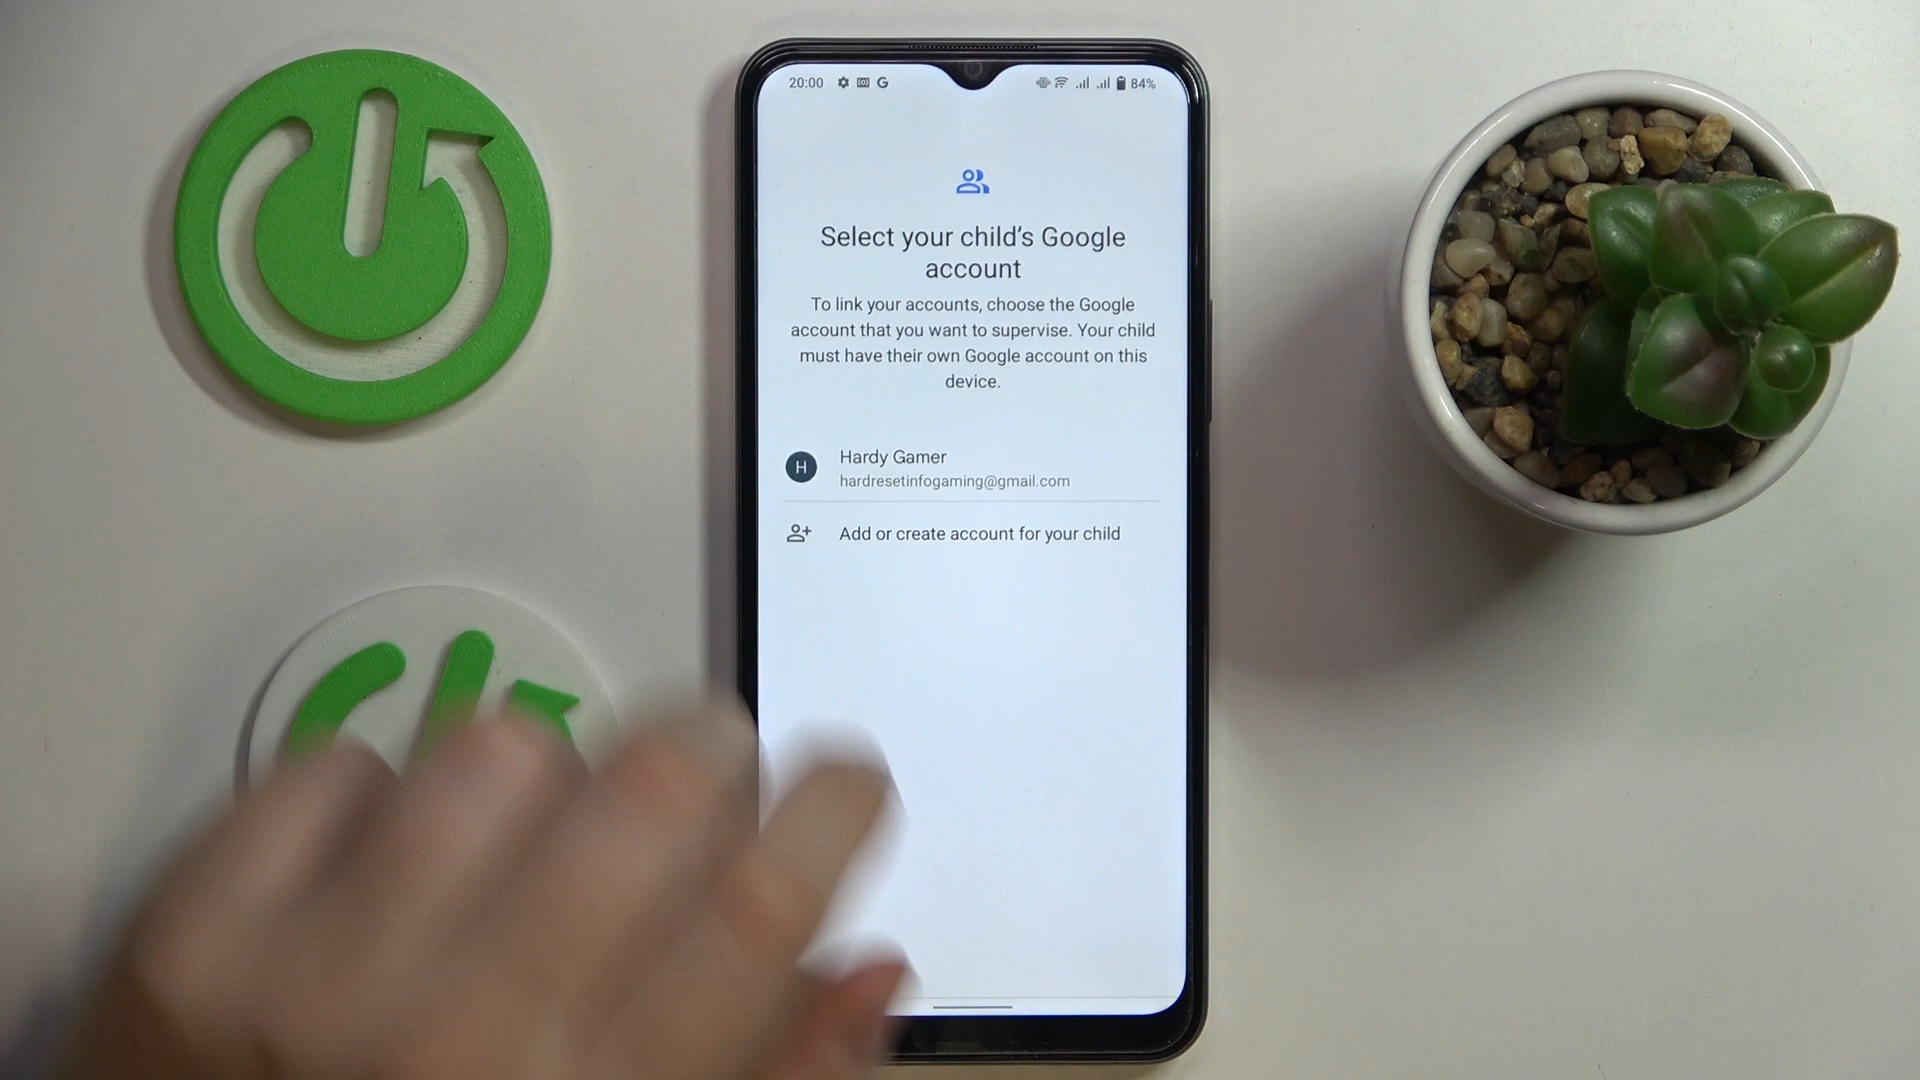 20:00
84%
Select your child's Google
account
To link your accounts, choose the Google
account that you want to supervise. Your child
must have their own Google account on this
device.
H
Hardy Gamer
hardresetinfogaming@gmail.com
Add or create account for your child